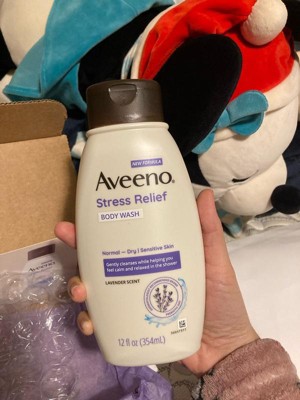 NEW FORMULA
Aveeno®
Stress Relief
BODY WASH
Normal — Dry | Sensitive Skin
Gently cleanses while helping you
feel calm and relaxed in the shower
LAVENDER SCENT
12 fl oz (354mL)